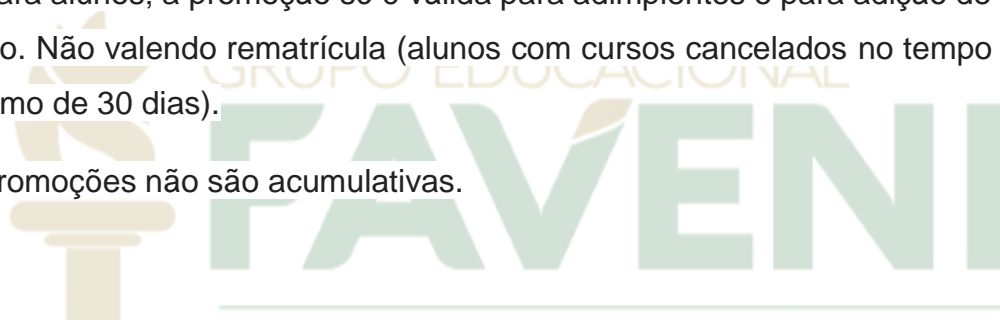 para alunos, a promoção só é válida para adimplentes e para adição de
o. Não valendo rematrícula (alunos com cursos cancelados no tempo
mo de 30 dias).
romoções não são acumulativas.
GRUPO EDUCACIONAL
FAVENI